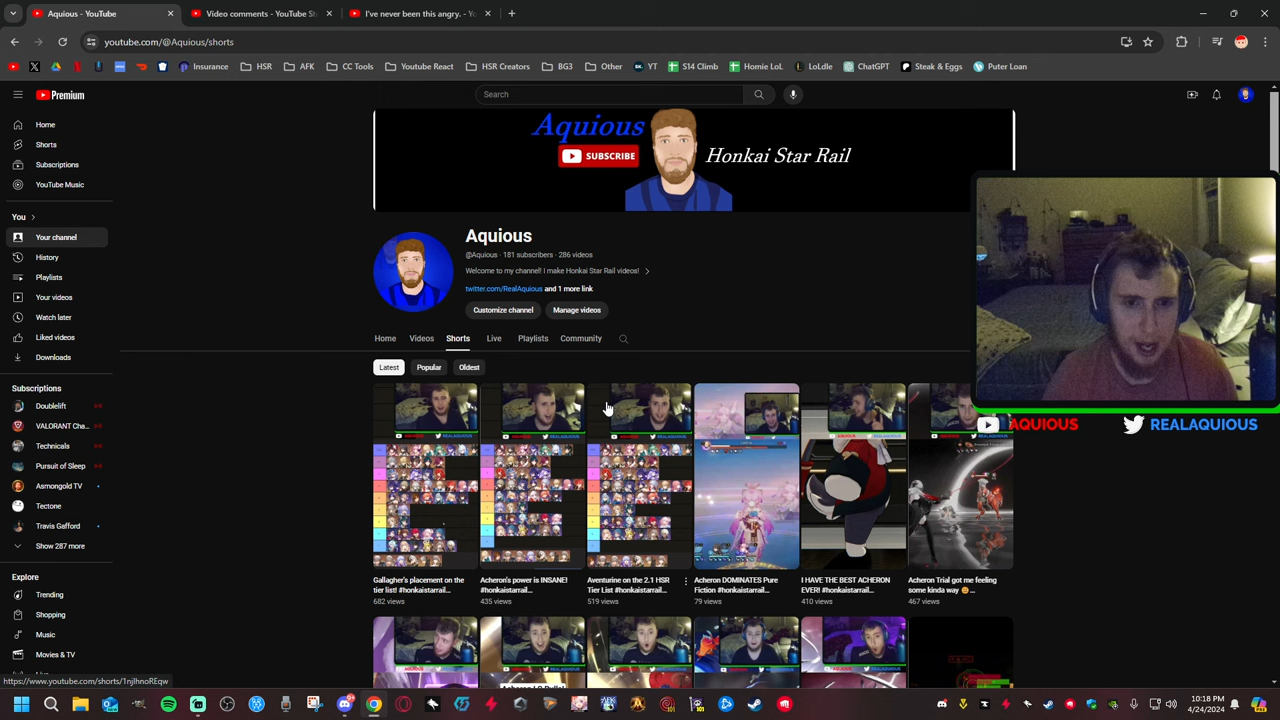 Aquious - YouTube
Video comments - YouTube St
I've never been this angry. - Yo
youtube.com/@Aquious/shorts
Insurance
HSR
AFK
CC Tools
Youtube React
HSR Creators
BG3
Other
YT
S14 Climb
Homie LoL
LoLdle
ChatGPT
Steak & Eggs
Puter Loan
Premium
Search
Home
Shorts
Subscriptions
YouTube Music
You
Your channel
History
Playlists
Your videos
Watch later
Liked videos
Downloads
Subscriptions
Doublelift
VALORANT Cha...
Technicals
Pursuit of Sleep
Asmongold TV
Tectone
Travis Gafford
Show 287 more
Explore
Trending
Shopping
Music
Movies & TV
https://www.youtube.com/shorts/1njlhnoREqw
Aquious
SUBSCRIBE
Honkai Star Rail
Aquious
@Aquious · 181 subscribers · 286 videos
Welcome to my channel! I make Honkai Star Rail videos!
twitter.com/RealAquious and 1 more link
Customize channel
Manage videos
Home
Videos
Shorts
Live
Playlists
Community
Latest
Popular
Oldest
Gallagher's placement on the
tier list! #honkaistarrail...
682 views
Acheron's power is INSANE!
#honkaistarrail...
435 views
Aventurine on the 2.1 HSR
Tier List #honkaistarrail...
519 views
Acheron DOMINATES Pure
Fiction #honkaistarrail...
79 views
I HAVE THE BEST ACHERON
EVER! #honkaistarrail...
410 views
Acheron Trial got me feeling
some kinda way 😊...
467 views
AQUIOUS
REALAQUIOUS
10:18 PM
4/24/2024